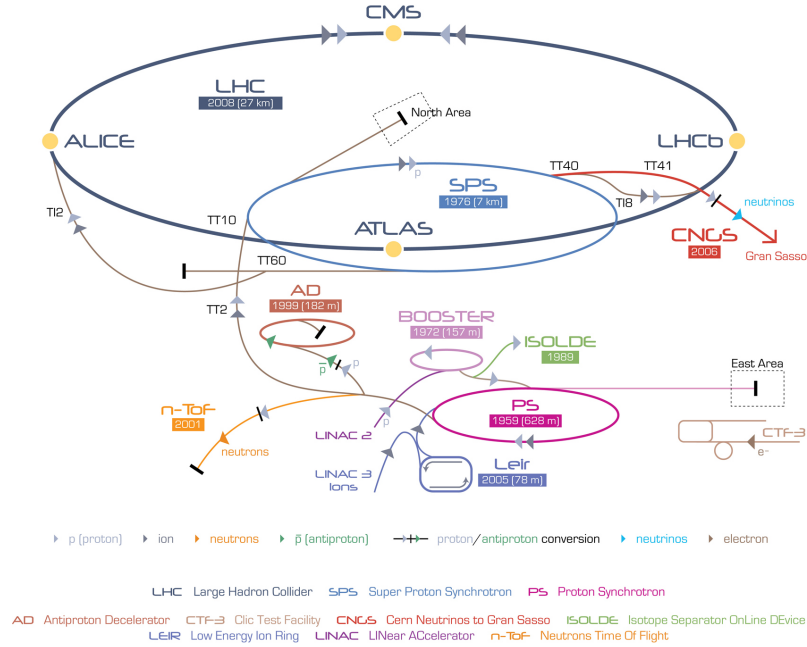 CMS
LHC
2008 (27 km)
North Area
ALICE
LHCb
TT40
TT41
p
SPS
1976 (7 km)
TI8
neutrinos
TI2
TT10
ATLAS
CNGS
2006
Gran Sasso
TT60
AD
1999 (182 m)
TT2
BOOSTER
1972 (157 m)
ISOLDE
1989
p̅
p
East Area
n-ToF
2001
PS
1959 (628 m)
p
LINAC 2
CTF-3
e-
neutrons
LINAC 3
Ions
Leir
2005 (78 m)
p (proton)
ion
neutrons
p̅ (antiproton)
proton/antiproton conversion
neutrinos
electron
LHC Large Hadron Collider SPS Super Proton Synchrotron PS Proton Synchrotron
AD Antiproton Decelerator CTF-3 Clic Test Facility CNGS Cern Neutrinos to Gran Sasso ISOLDE Isotope Separator OnLine DEvice
LEIR Low Energy Ion Ring LINAC LINear ACcelerator n-ToF Neutrons Time Of Flight